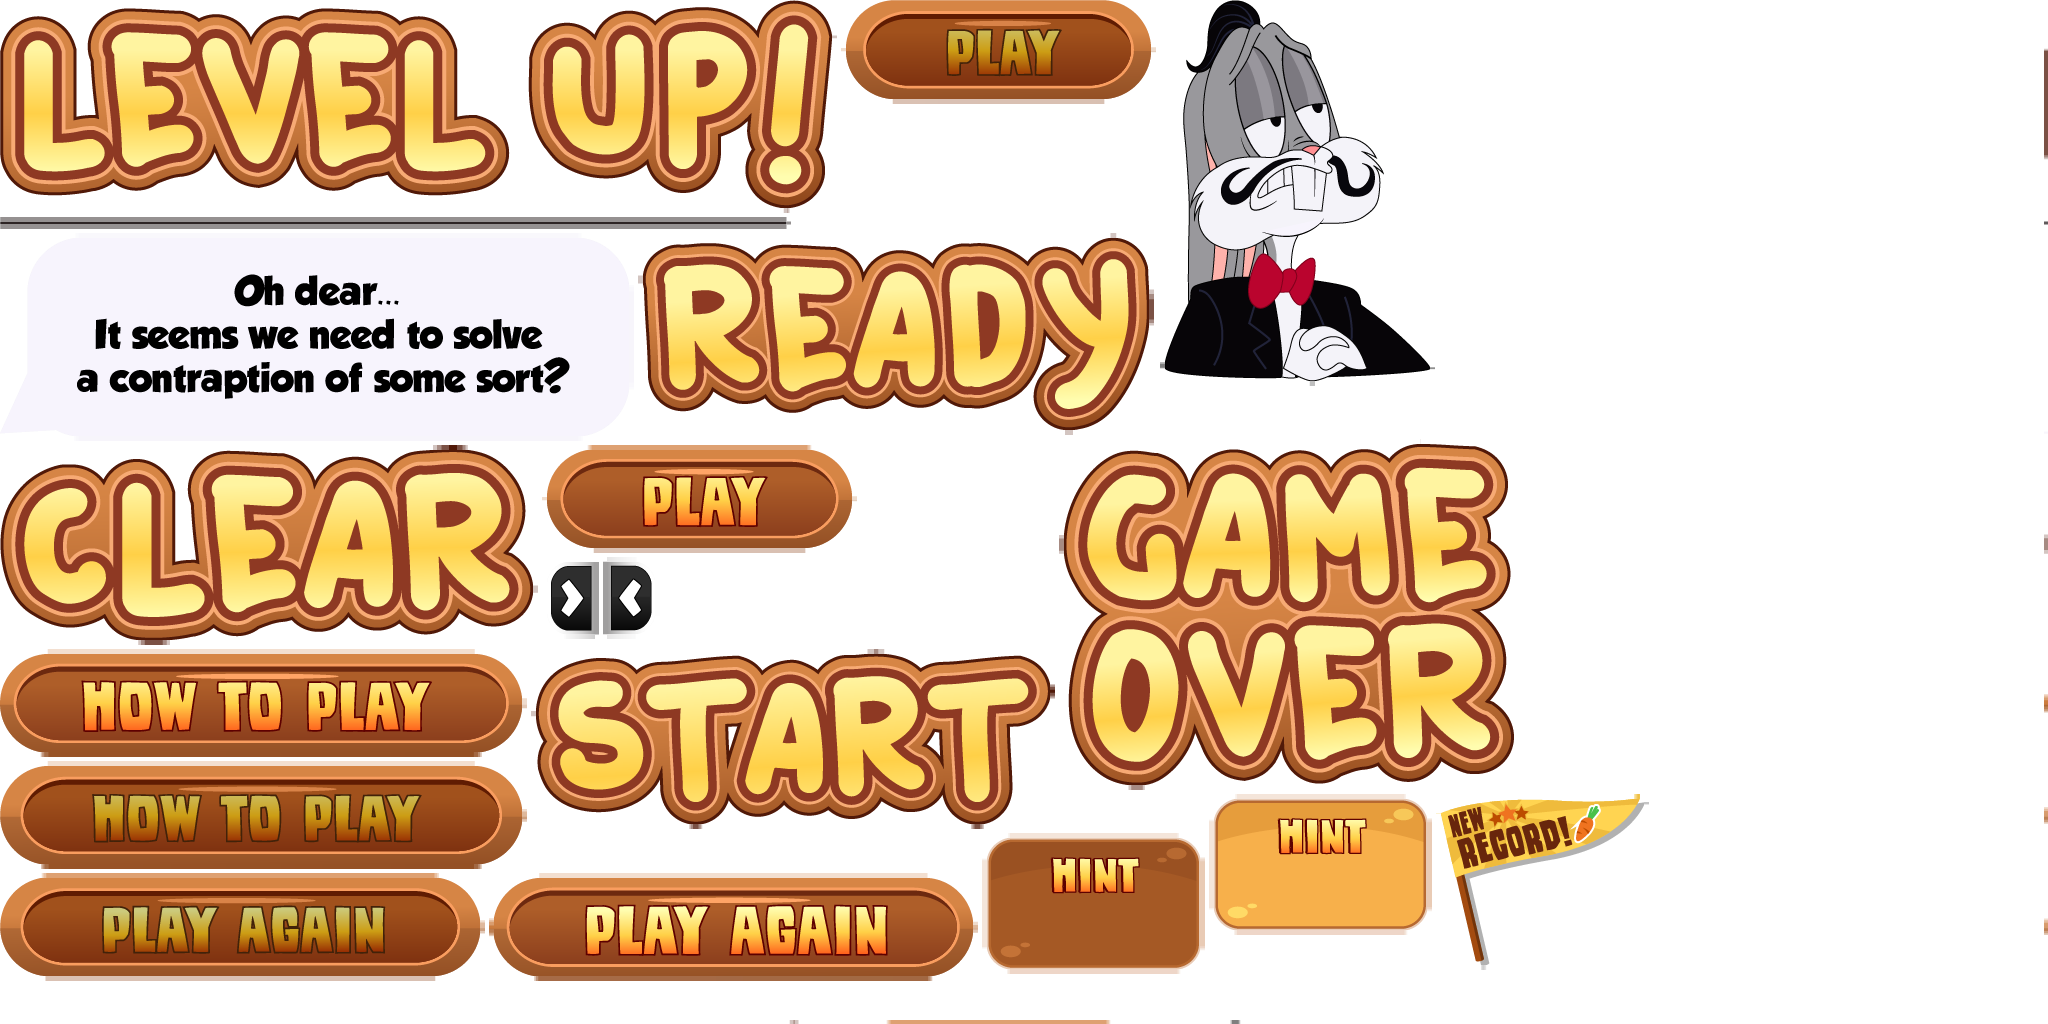 LEVEL UP!
PLAY
Oh dear...
It seems we need to solve
a contraption of some sort?
READY
CLEAR
PLAY
GAME
OVER
HOW TO PLAY
START
HOW TO PLAY
HINT
HINT
NEW
RECORD!
PLAY AGAIN
PLAY AGAIN